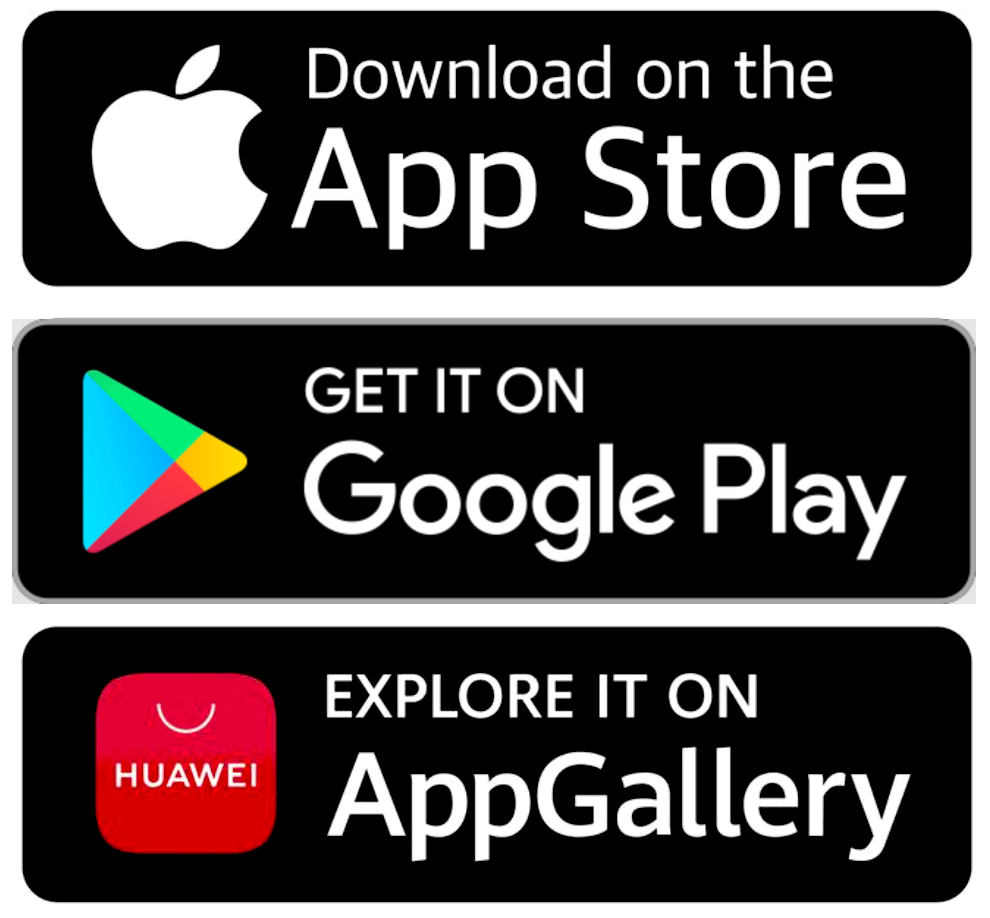 Download on the
App Store
GET IT ON
Google Play
EXPLORE IT ON
HUAWEI
AppGallery